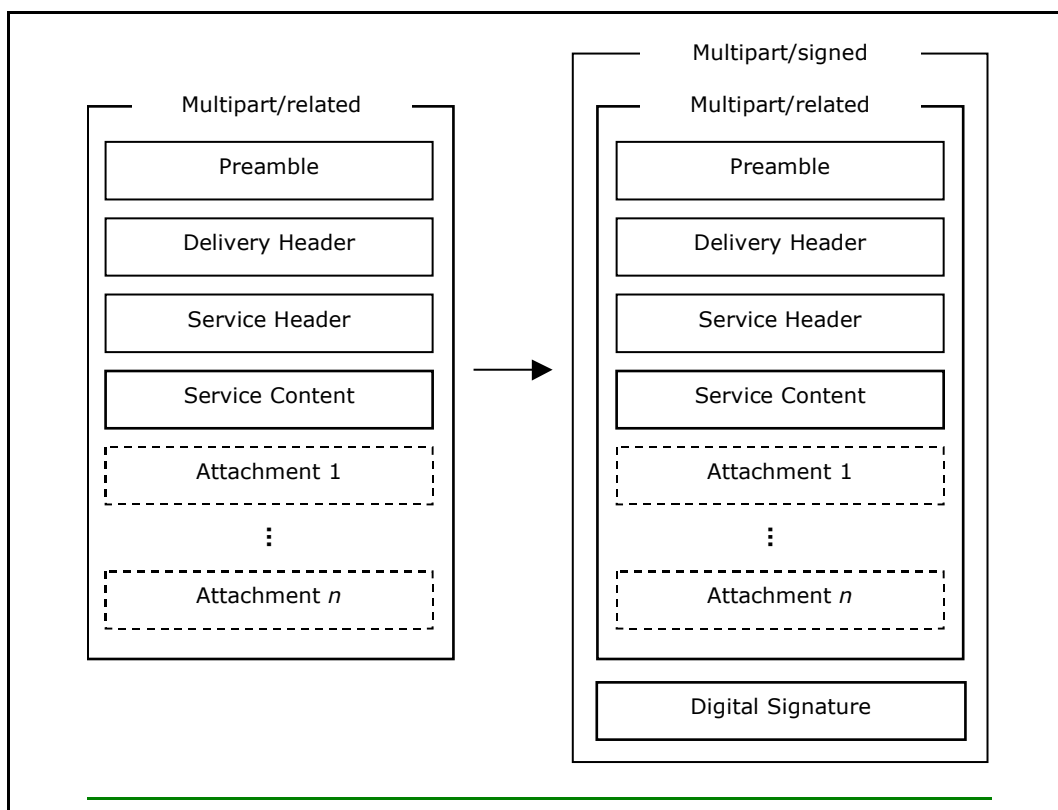 Multipart/related
Preamble
Delivery Header
Service Header
Service Content
Attachment 1
⋮
Attachment n
Multipart/signed
Multipart/related
Preamble
Delivery Header
Service Header
Service Content
Attachment 1
⋮
Attachment n
Digital Signature